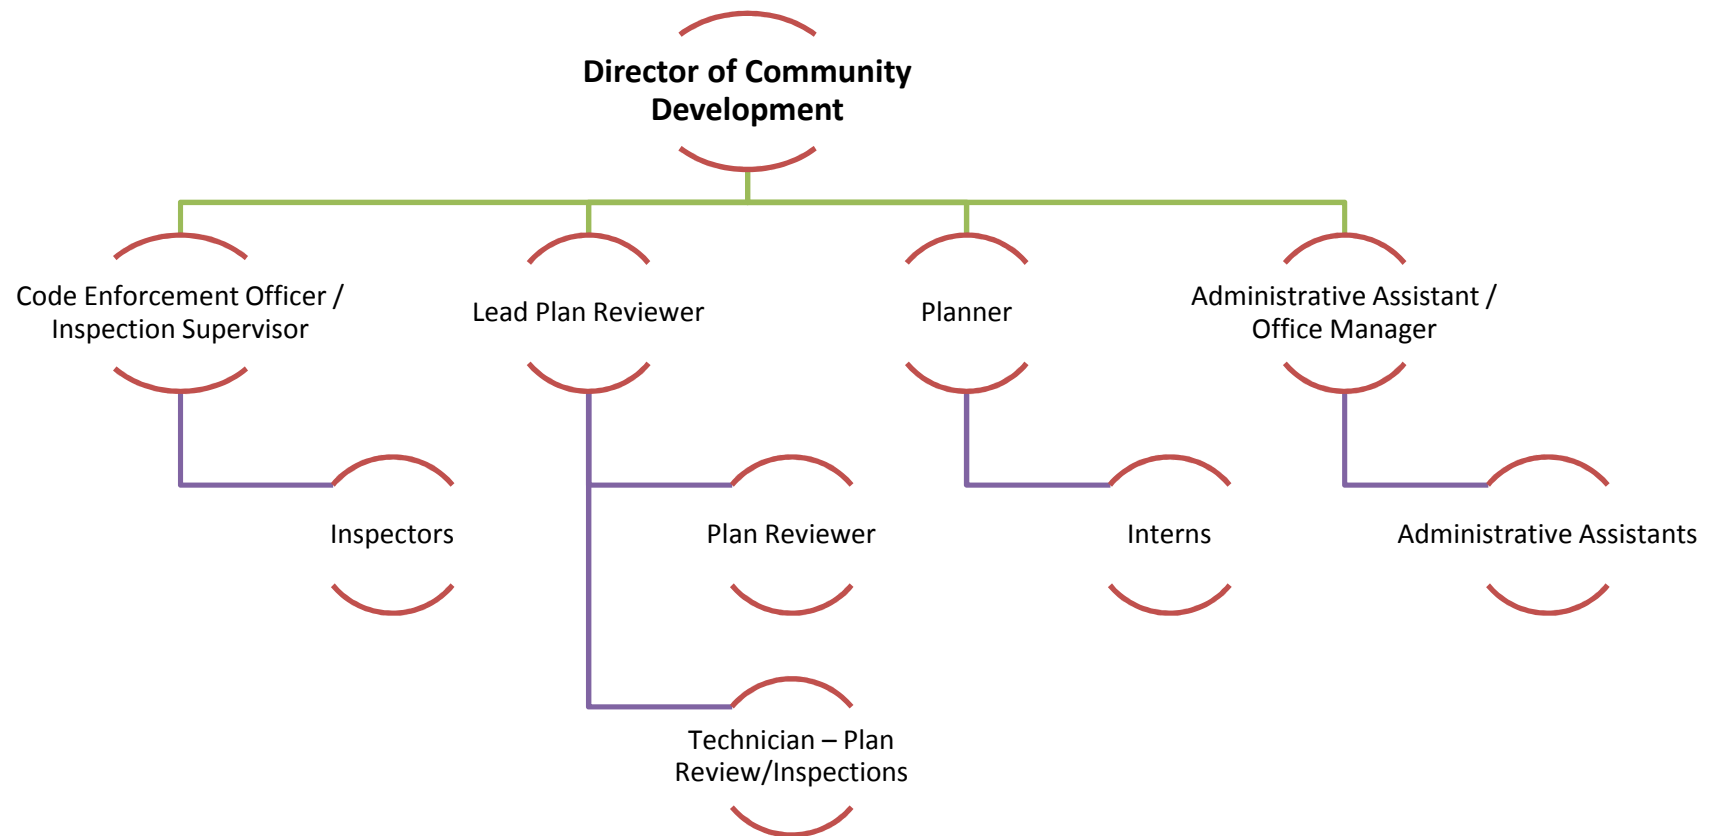 Director of Community
Development
Code Enforcement Officer /
Inspection Supervisor
Lead Plan Reviewer
Planner
Administrative Assistant /
Office Manager
Inspectors
Plan Reviewer
Interns
Administrative Assistants
Technician – Plan
Review/Inspections